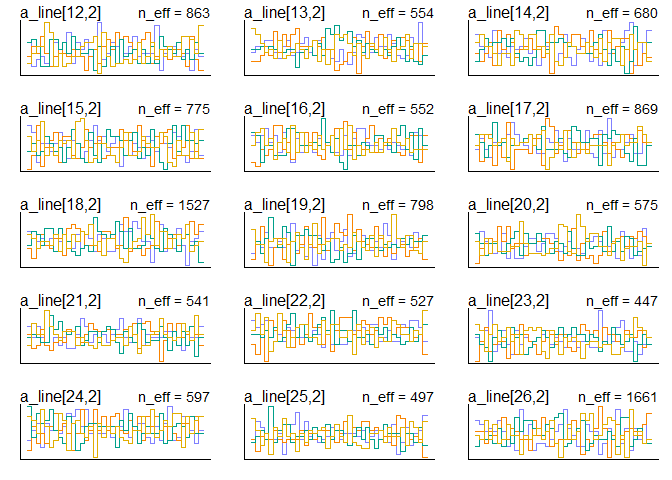 a_line[12,2] n_eff = 863 a_line[13,2] n_eff = 554 a_line[14,2] n_eff = 680
a_line[15,2] n_eff = 775 a_line[16,2] n_eff = 552 a_line[17,2] n_eff = 869
a_line[18,2] n_eff = 1527 a_line[19,2] n_eff = 798 a_line[20,2] n_eff = 575
a_line[21,2] n_eff = 541 a_line[22,2] n_eff = 527 a_line[23,2] n_eff = 447
a_line[24,2] n_eff = 597 a_line[25,2] n_eff = 497 a_line[26,2] n_eff = 1661